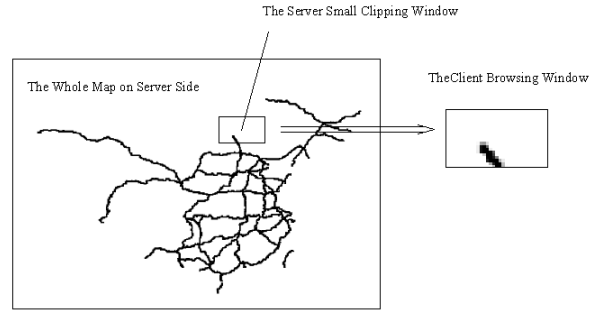 The Server Small Clipping Window
TheClient Browsing Window
The Whole Map on Server Side